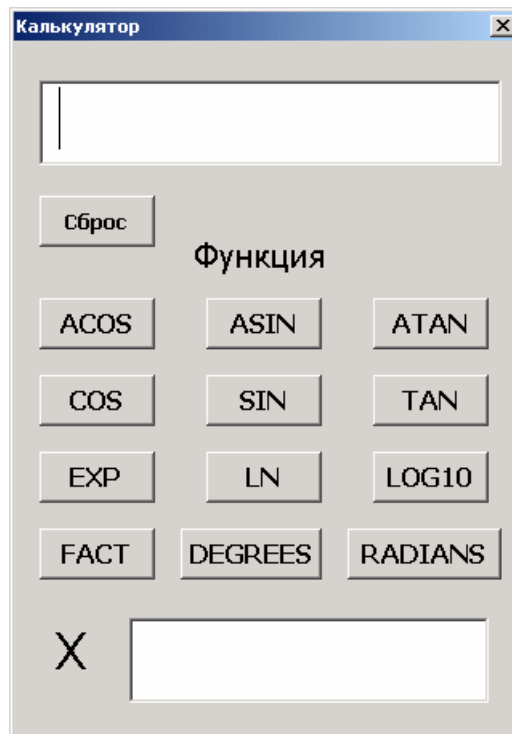 Калькулятор
Сброс
Функция
ACOS ASIN ATAN
COS SIN TAN
EXP LN LOG10
FACT DEGREES RADIANS
X